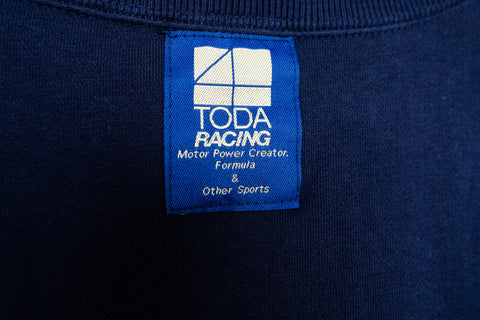 TODA
RACING
Motor Power Creator.
Formula
&
Other Sports